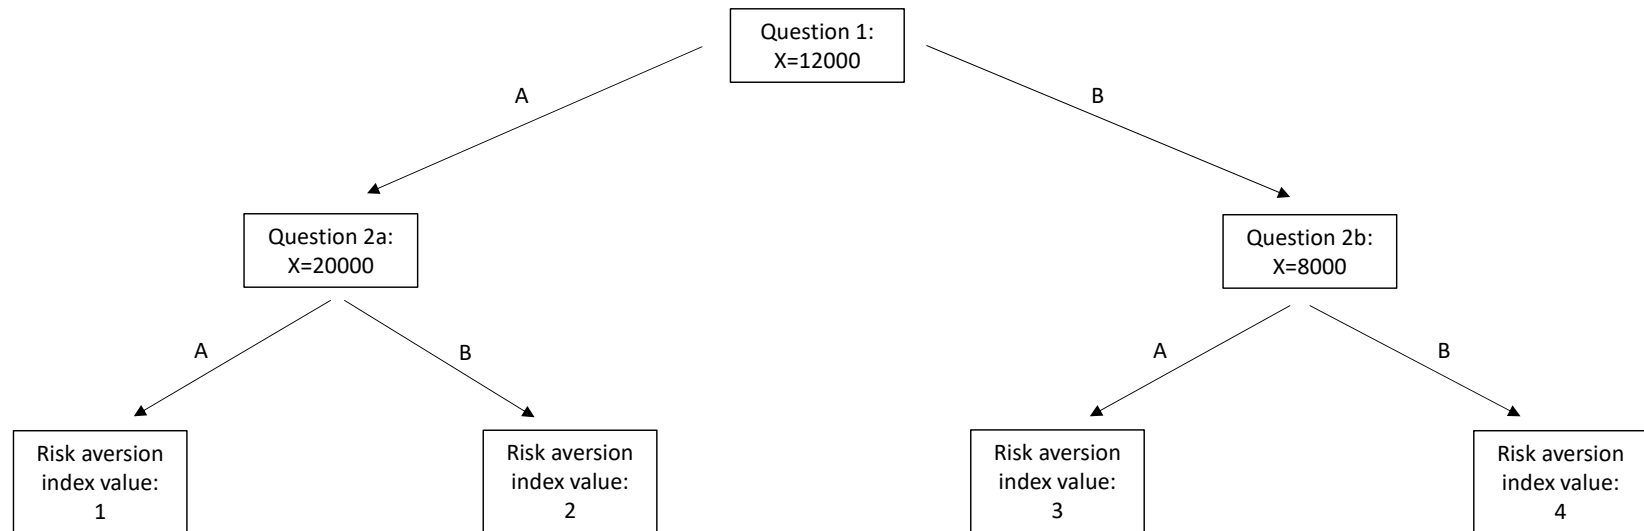 Question 1:
X=12000
A
B
Question 2a:
X=20000
Question 2b:
X=8000
A
B
A
B
Risk aversion
index value:
1
Risk aversion
index value:
2
Risk aversion
index value:
3
Risk aversion
index value:
4